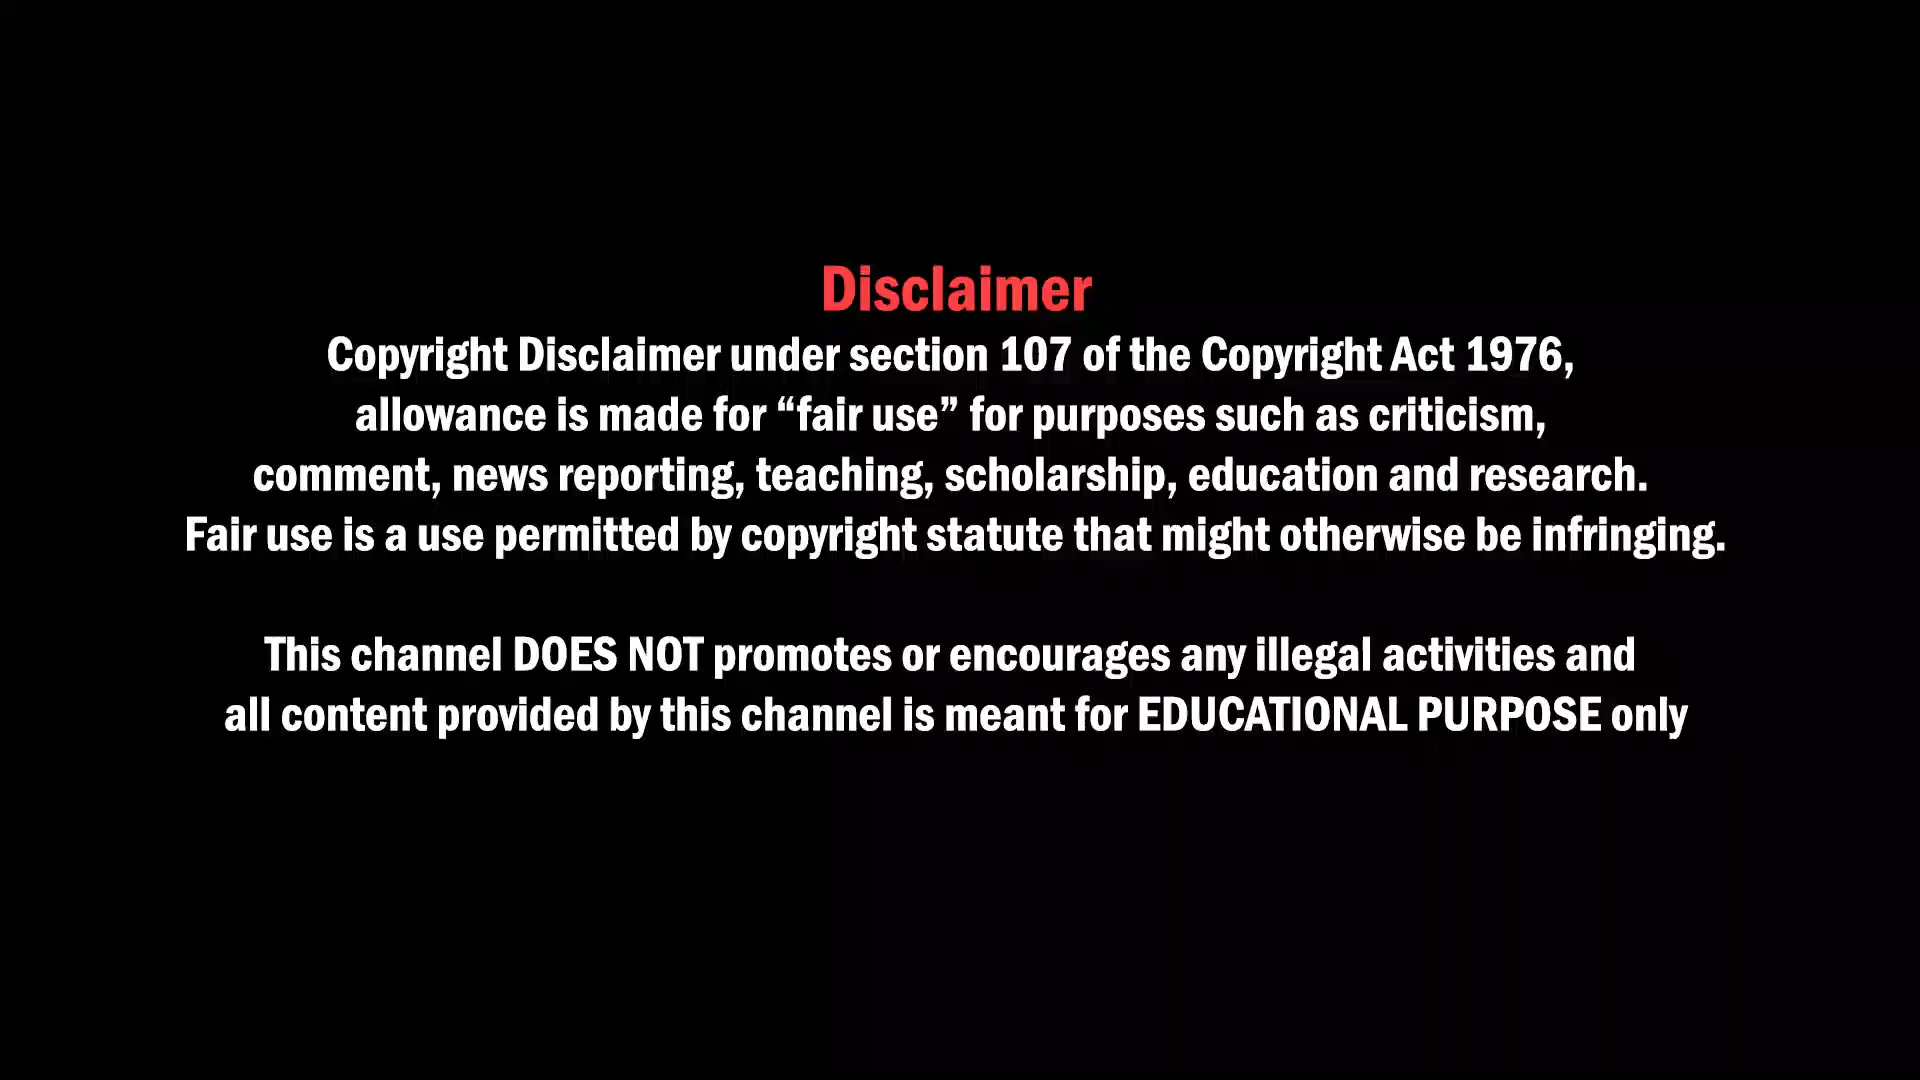 Disclaimer
Copyright Disclaimer under section 107 of the Copyright Act 1976,
allowance is made for “fair use” for purposes such as criticism,
comment, news reporting, teaching, scholarship, education and research.
Fair use is a use permitted by copyright statute that might otherwise be infringing.
This channel DOES NOT promotes or encourages any illegal activities and
all content provided by this channel is meant for EDUCATIONAL PURPOSE only